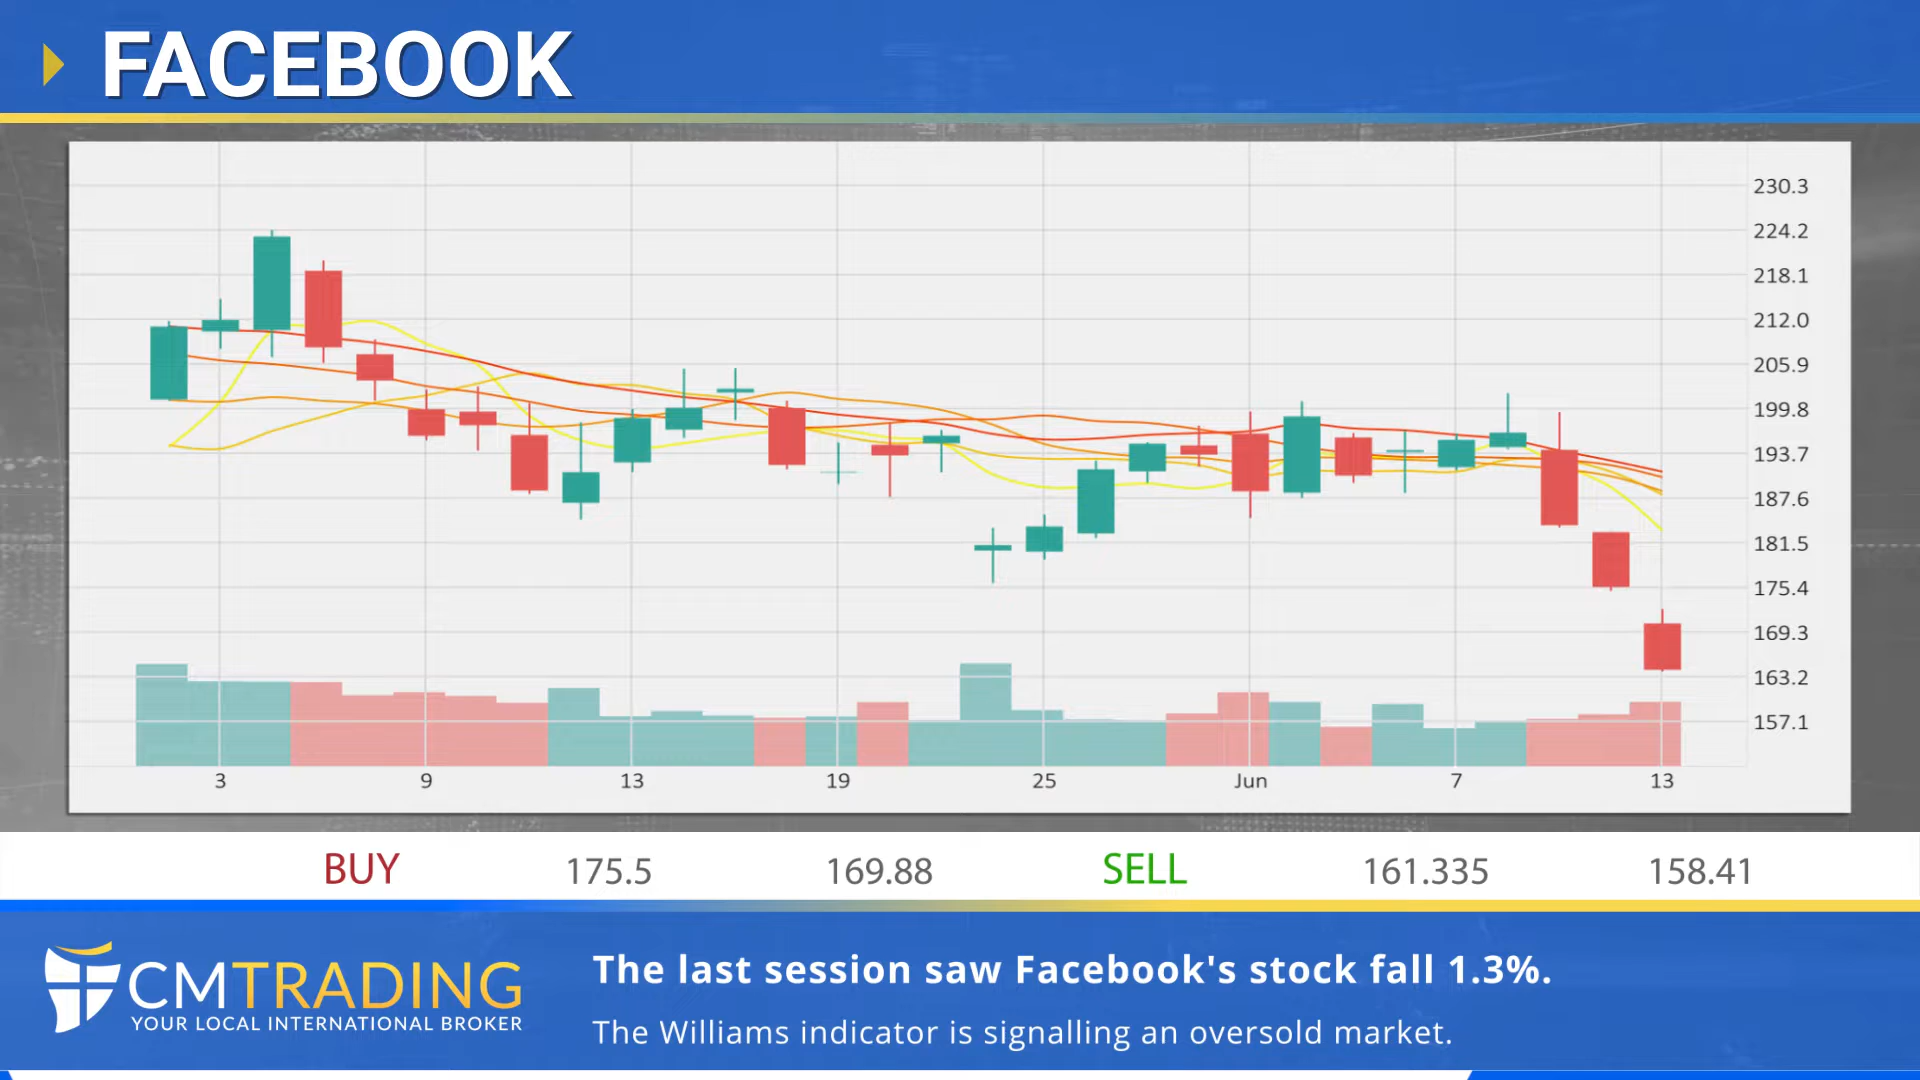 FACEBOOK
230.3
224.2
218.1
212.0
205.9
199.8
193.7
187.6
181.5
175.4
169.3
163.2
157.1
3 9 13 19 25 Jun 7 13
BUY 175.5 169.88 SELL 161.335 158.41
CMTRADING
YOUR LOCAL INTERNATIONAL BROKER
The last session saw Facebook's stock fall 1.3%.
The Williams indicator is signalling an oversold market.